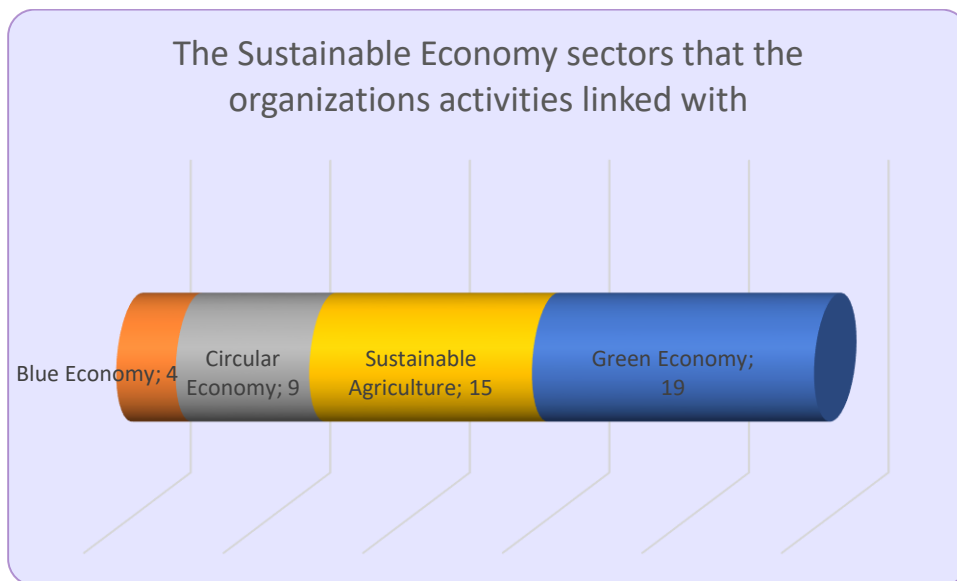 The Sustainable Economy sectors that the
organizations activities linked with
Blue Economy; 4
Circular
Economy; 9
Sustainable
Agriculture; 15
Green Economy;
19